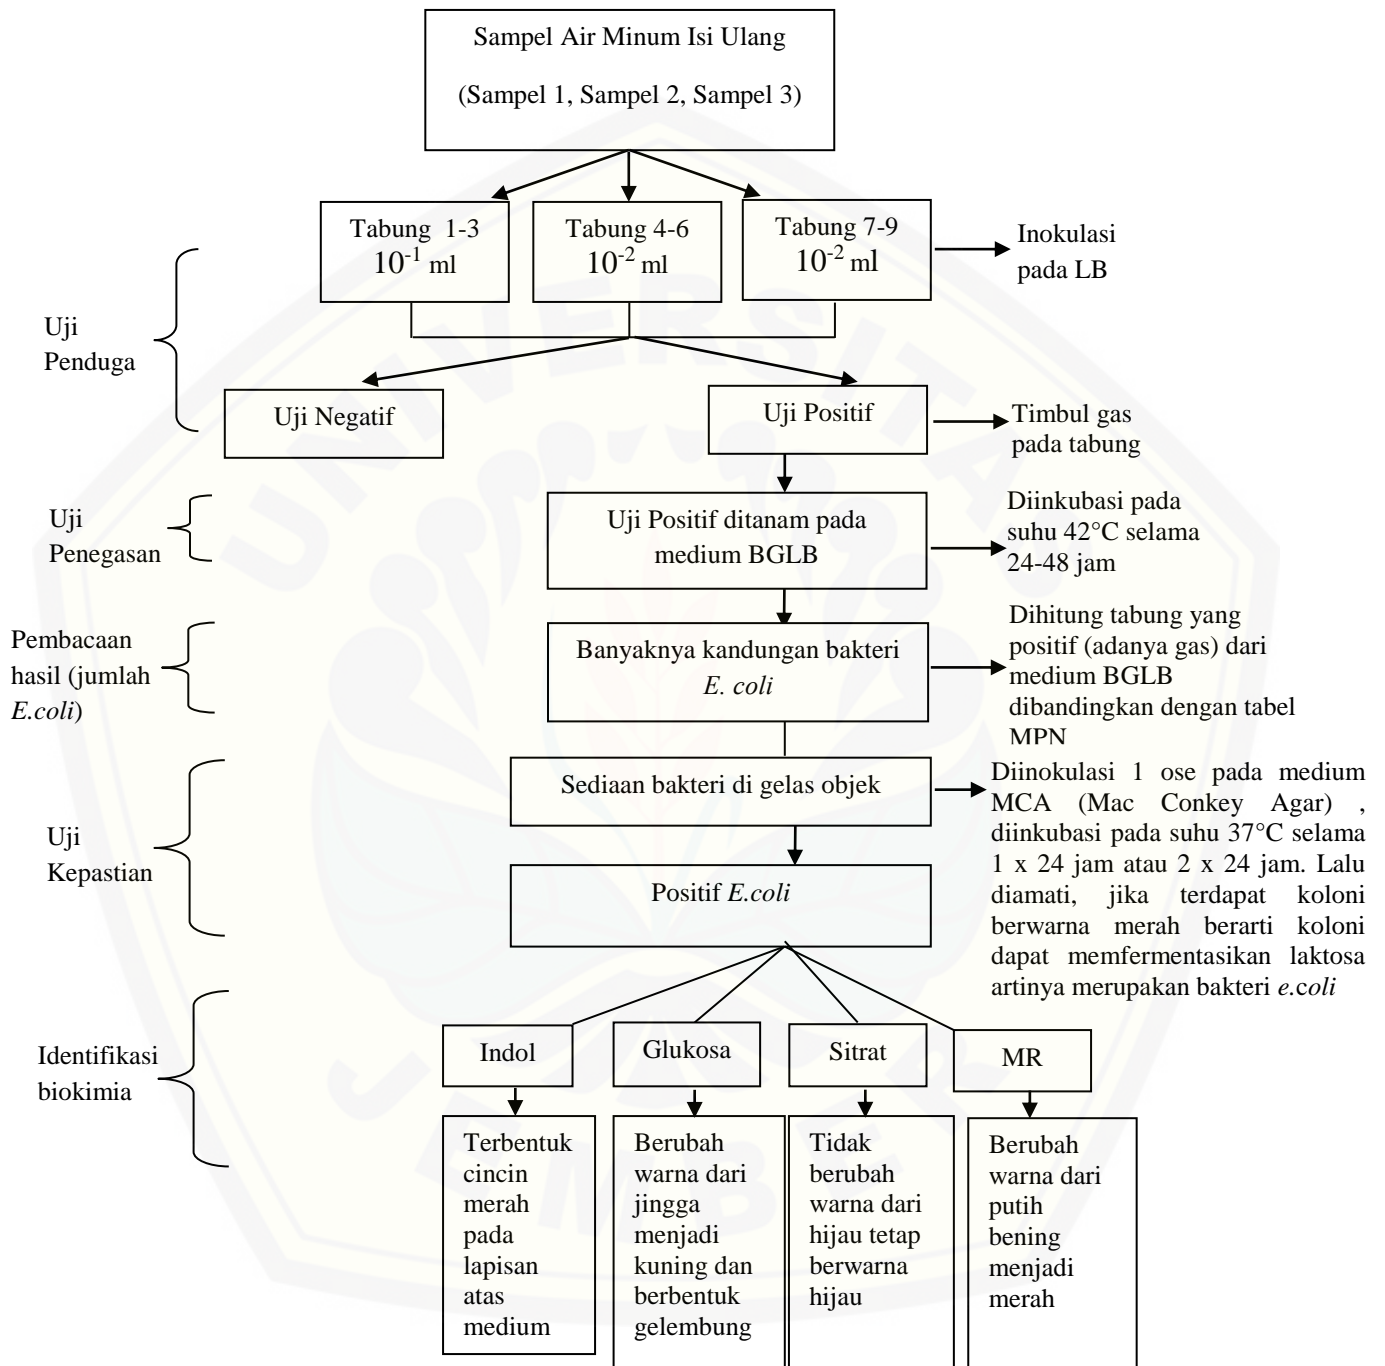 Sampel Air Minum Isi Ulang
(Sampel 1, Sampel 2, Sampel 3)
Tabung 1-3
10⁻¹ ml
Tabung 4-6
10⁻² ml
Tabung 7-9
10⁻² ml
Inokulasi
pada LB
Uji
Penduga
Uji Negatif
Uji Positif
Timbul gas
pada tabung
Uji
Penegasan
Uji Positif ditanam pada
medium BGLB
Diinkubasi pada
suhu 42°C selama
24-48 jam
Pembacaan
hasil (jumlah
E.coli)
Banyaknya kandungan bakteri
E. coli
Dihitung tabung yang
positif (adanya gas) dari
medium BGLB
dibandingkan dengan tabel
MPN
Uji
Kepastian
Sediaan bakteri di gelas objek
Positif E.coli
Diinokulasi 1 ose pada medium
MCA (Mac Conkey Agar) ,
diinkubasi pada suhu 37°C selama
1 x 24 jam atau 2 x 24 jam. Lalu
diamati, jika terdapat koloni
berwarna merah berarti koloni
dapat memfermentasikan laktosa
artinya merupakan bakteri e.coli
Identifikasi
biokimia
Indol
Glukosa
Sitrat
MR
Terbentuk
cincin
merah
pada
lapisan
atas
medium
Berubah
warna dari
jingga
menjadi
kuning dan
berbentuk
gelembung
Tidak
berubah
warna dari
hijau tetap
berwarna
hijau
Berubah
warna dari
putih
bening
menjadi
merah
UNIVERSITAS
JEMBER